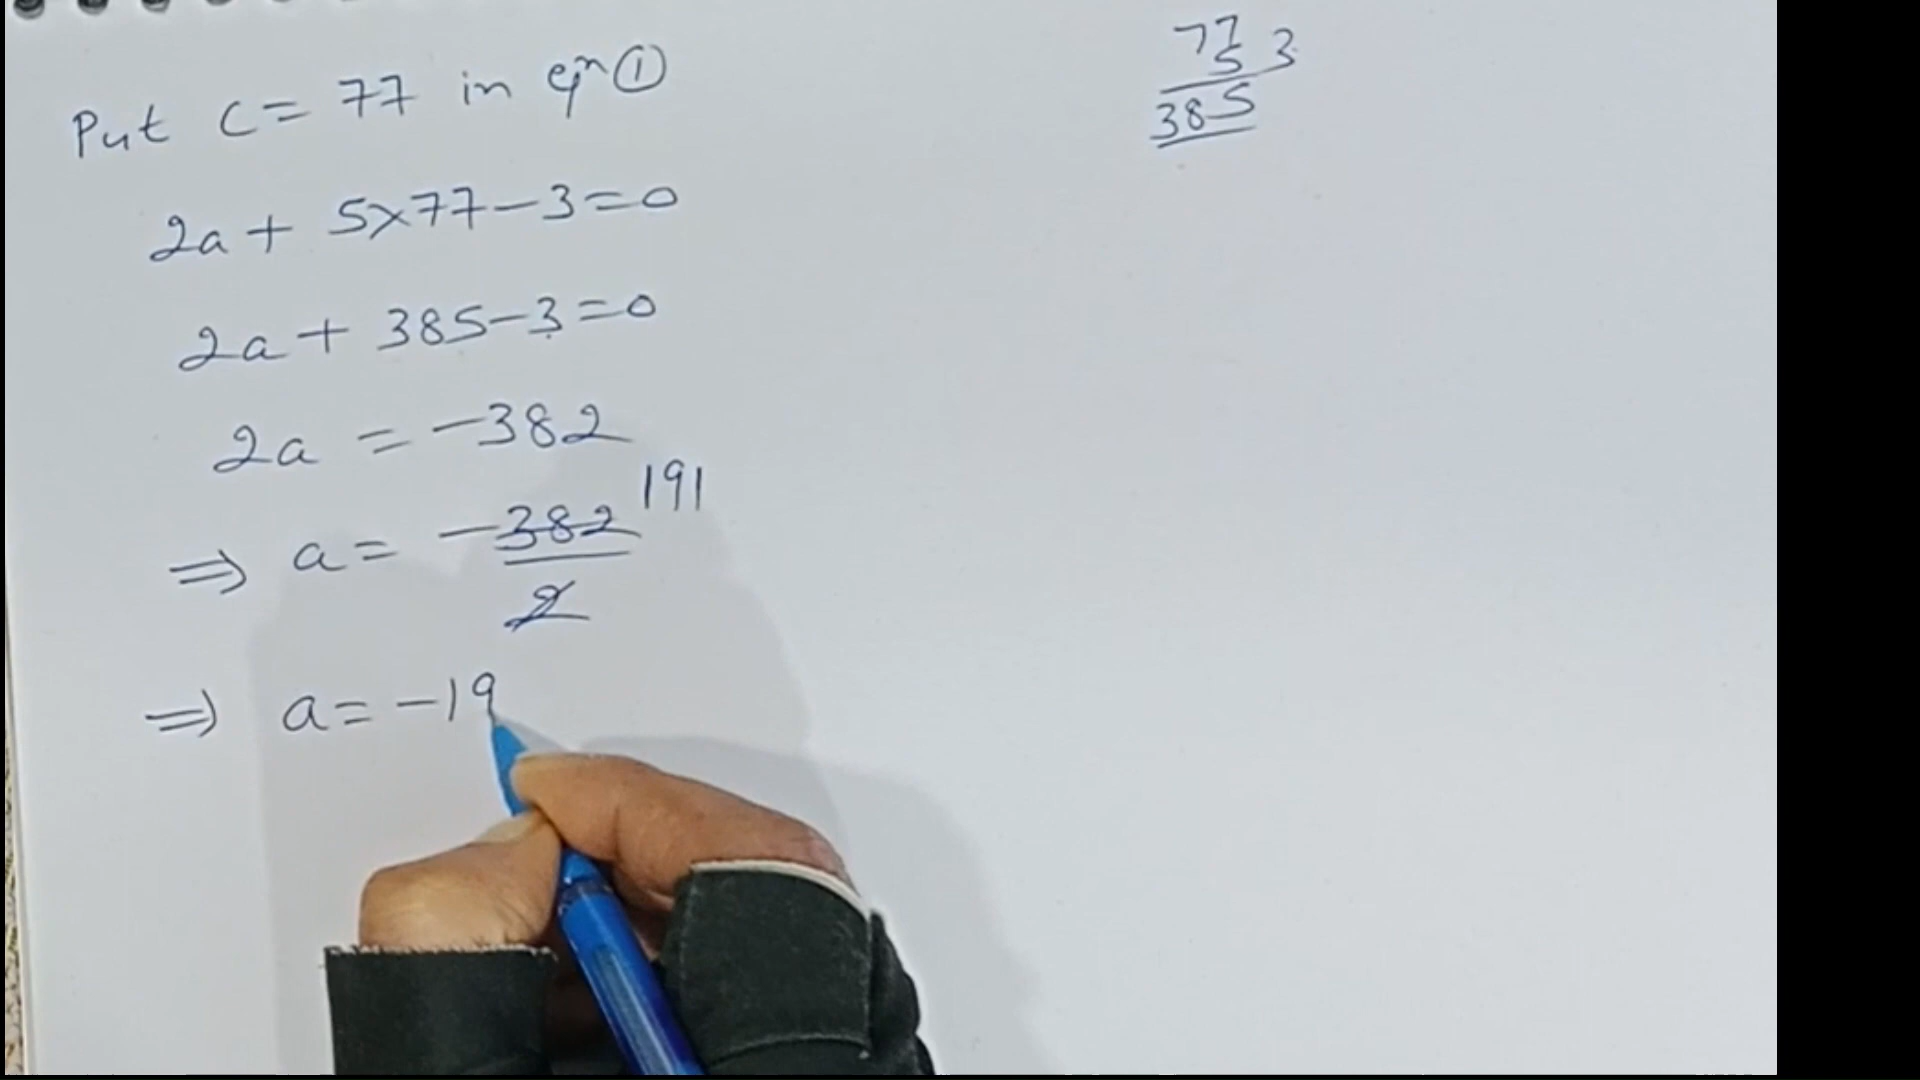 Put c = 77 in eqn ①
2a + 5×77 - 3 = 0
2a + 385 - 3 = 0
2a = -382
⇒ a = -382/2 191
⇒ a = -19
77
5 3
385